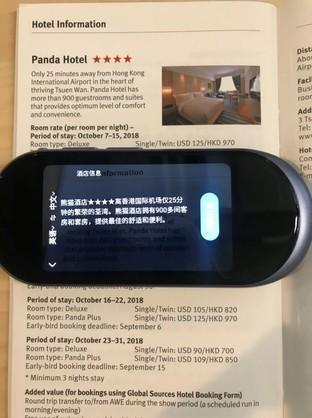 Hotel Information
Panda Hotel ★★★★
Only 25 minutes away from Hong Kong
International Airport in the heart of
thriving Tsuen Wan. Panda Hotel has
more than 900 guestrooms and suites
that provides optimal level of comfort
and convenience.
Room rate (per room per night) –
Period of stay: October 7–15, 2018
Room type: Deluxe Single/Twin: USD 125/HKD 970
酒店信息
熊猫酒店★★★★离香港国际机场仅25分
钟的繁荣的荃湾。熊猫酒店拥有900多间客
房和套房，提供最佳的舒适和便利。
英语 ⇄ 中文
Period of stay: October 16–22, 2018
Room type: Deluxe Single/Twin: USD 105/HKD 820
Room type: Panda Plus Single/Twin: USD 125/HKD 970
Early-bird booking deadline: September 6
Period of stay: October 23–31, 2018
Room type: Deluxe Single/Twin: USD 90/HKD 700
Room type: Panda Plus Single/Twin: USD 109/HKD 850
Early-bird booking deadline: September 15
* Minimum 3 nights stay
Added value (for bookings using Global Sources Hotel Booking Form)
Round trip transfer to/from AWE during the show period (a scheduled run in
morning/evening)